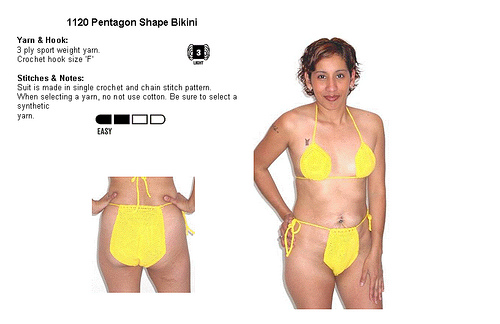 1120 Pentagon Shape Bikini
Yarn & Hook:
3 ply sport weight yarn.
Crochet hook size "F"
3
LIGHT
Stitches & Notes:
Suit is made in single crochet and chain stitch pattern.
When selecting a yarn, no not use cotton. Be sure to select a
synthetic
yarn.
EASY